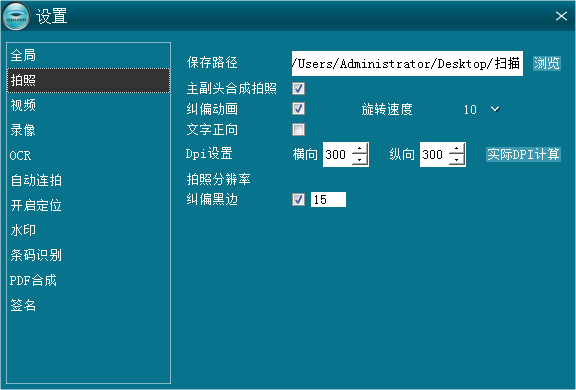 设置
全局
拍照
视频
录像
OCR
自动连拍
开启定位
水印
条码识别
PDF合成
签名
保存路径 /Users/Administrator/Desktop/扫描 浏览
主副头合成拍照
纠偏动画 旋转速度 10
文字正向
Dpi设置 横向 300 纵向 300 实际DPI计算
拍照分辨率
纠偏黑边 15